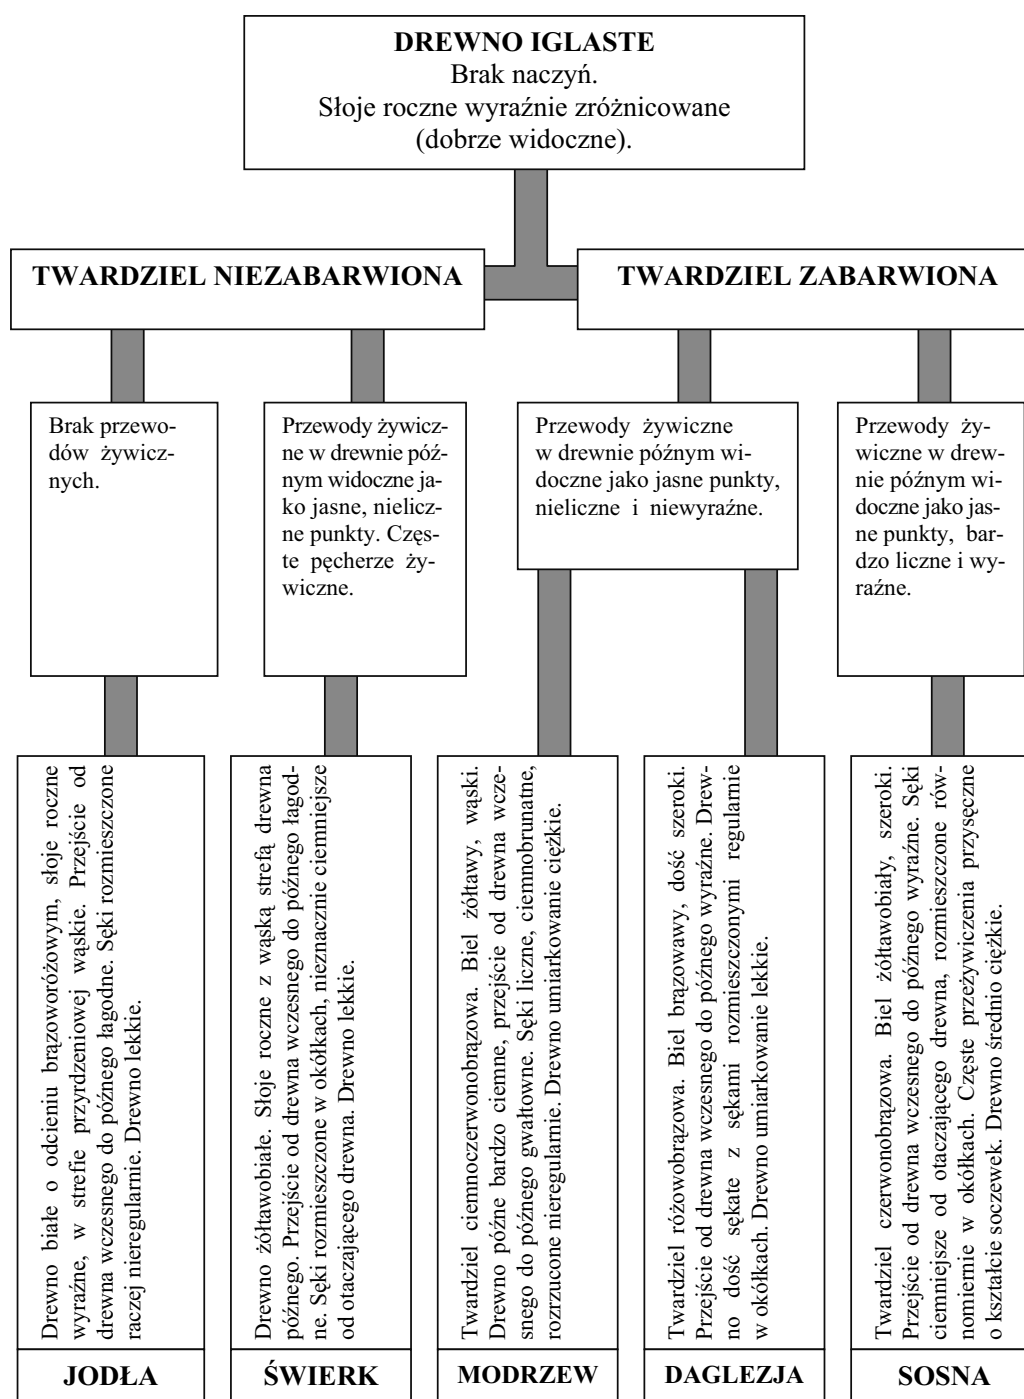 DREWNO IGLASTE
Brak naczyń.
Słoje roczne wyraźnie zróżnicowane
(dobrze widoczne).
TWARDZIEL NIEZABARWIONA
TWARDZIEL ZABARWIONA
Brak przewo-
dów żywicz-
nych.
Przewody żywicz-
ne w drewnie póź-
nym widoczne ja-
ko jasne, nielicz-
ne punkty. Częs-
te pęcherze ży-
wiczne.
Przewody żywiczne
w drewnie późnym wi-
doczne jako jasne punkty,
nieliczne i niewyraźne.
Przewody ży-
wiczne w drew-
nie późnym wi-
doczne jako jas-
ne punkty, bar-
dzo liczne i wy-
raźne.
Drewno białe o odcieniu brązoworóżowym, słoje roczne
wyraźne, w strefie przyrdzeniowej wąskie. Przejście od
drewna wczesnego do późnego łagodne. Sęki rozmieszczone
raczej nieregularnie. Drewno lekkie.
Drewno żółtawobiałe. Słoje roczne z wąską strefą drewna
późnego. Przejście od drewna wczesnego do późnego łagod-
ne. Sęki rozmieszczone w okółkach, nieznacznie ciemniejsze
od otaczającego drewna. Drewno lekkie.
Twardziel ciemnoczerwonobrązowa. Biel żółtawy, wąski.
Drewno późne bardzo ciemne, przejście od drewna wcze-
snego do późnego gwałtowne. Sęki liczne, ciemnobrunatne,
rozrzucone nieregularnie. Drewno umiarkowanie ciężkie.
Twardziel różowobrązowa. Biel brązowawy, dość szeroki.
Przejście od drewna wczesnego do późnego wyraźne. Drew-
no dość sękate z sękami rozmieszczonymi regularnie
w okółkach. Drewno umiarkowanie lekkie.
Twardziel czerwonobrązowa. Biel żółtawobiały, szeroki.
Przejście od drewna wczesnego do późnego wyraźne. Sęki
ciemniejsze od otaczającego drewna, rozmieszczone rów-
nomiernie w okółkach. Częste przeżywiczenia przysęczne
o kształcie soczewek. Drewno średnio ciężkie.
JODŁA
ŚWIERK
MODRZEW
DAGLEZJA
SOSNA